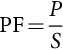 PF = P/S